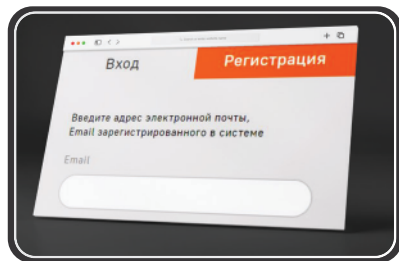 Вход
Регистрация
Введите адрес электронной почты,
Email зарегистрированного в системе
Email